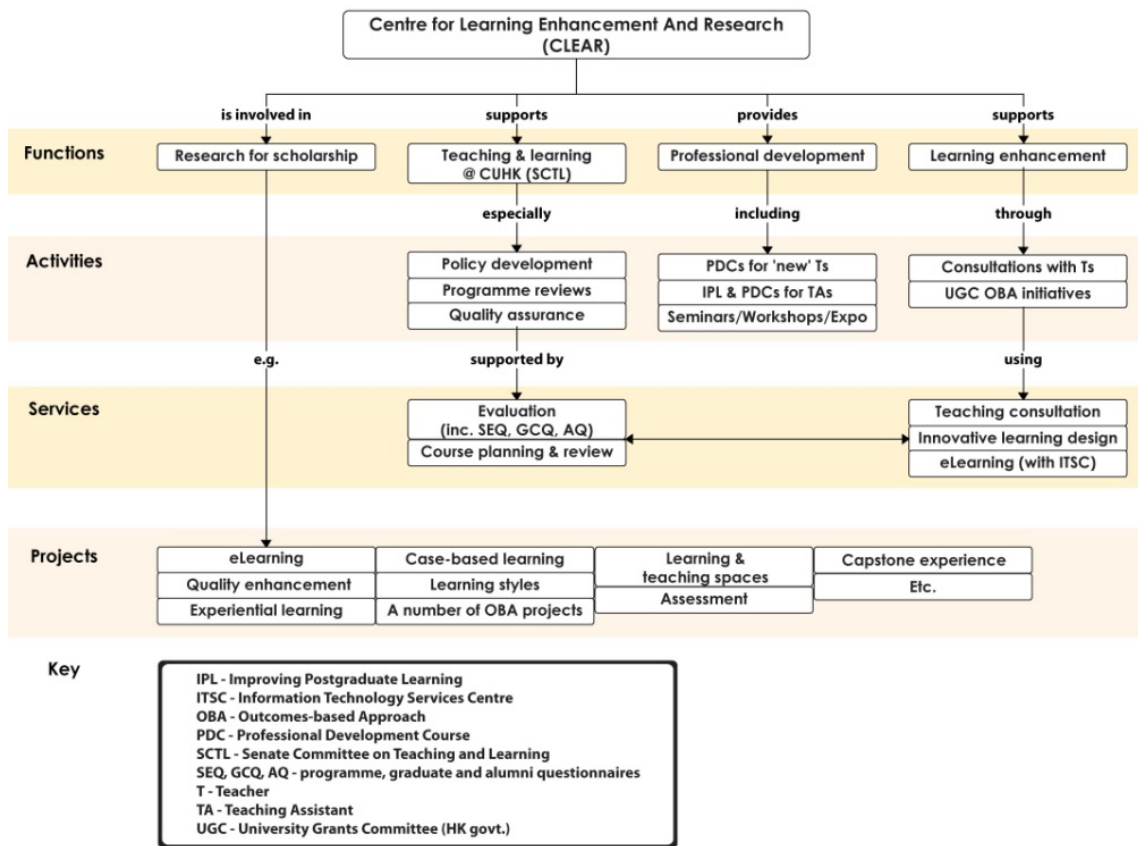 Centre for Learning Enhancement And Research
(CLEAR)
is involved in
supports
provides
supports
Functions
Research for scholarship
Teaching & learning
@ CUHK (SCTL)
Professional development
Learning enhancement
especially
including
through
Activities
Policy development
Programme reviews
Quality assurance
PDCs for 'new' Ts
IPL & PDCs for TAs
Seminars/Workshops/Expo
Consultations with Ts
UGC OBA initiatives
e.g.
supported by
using
Services
Evaluation
(inc. SEQ, GCQ, AQ)
Course planning & review
Teaching consultation
Innovative learning design
eLearning (with ITSC)
Projects
eLearning
Quality enhancement
Experiential learning
Case-based learning
Learning styles
A number of OBA projects
Learning &
teaching spaces
Assessment
Capstone experience
Etc.
Key
IPL - Improving Postgraduate Learning
ITSC - Information Technology Services Centre
OBA - Outcomes-based Approach
PDC - Professional Development Course
SCTL - Senate Committee on Teaching and Learning
SEQ, GCQ, AQ - programme, graduate and alumni questionnaires
T - Teacher
TA - Teaching Assistant
UGC - University Grants Committee (HK govt.)